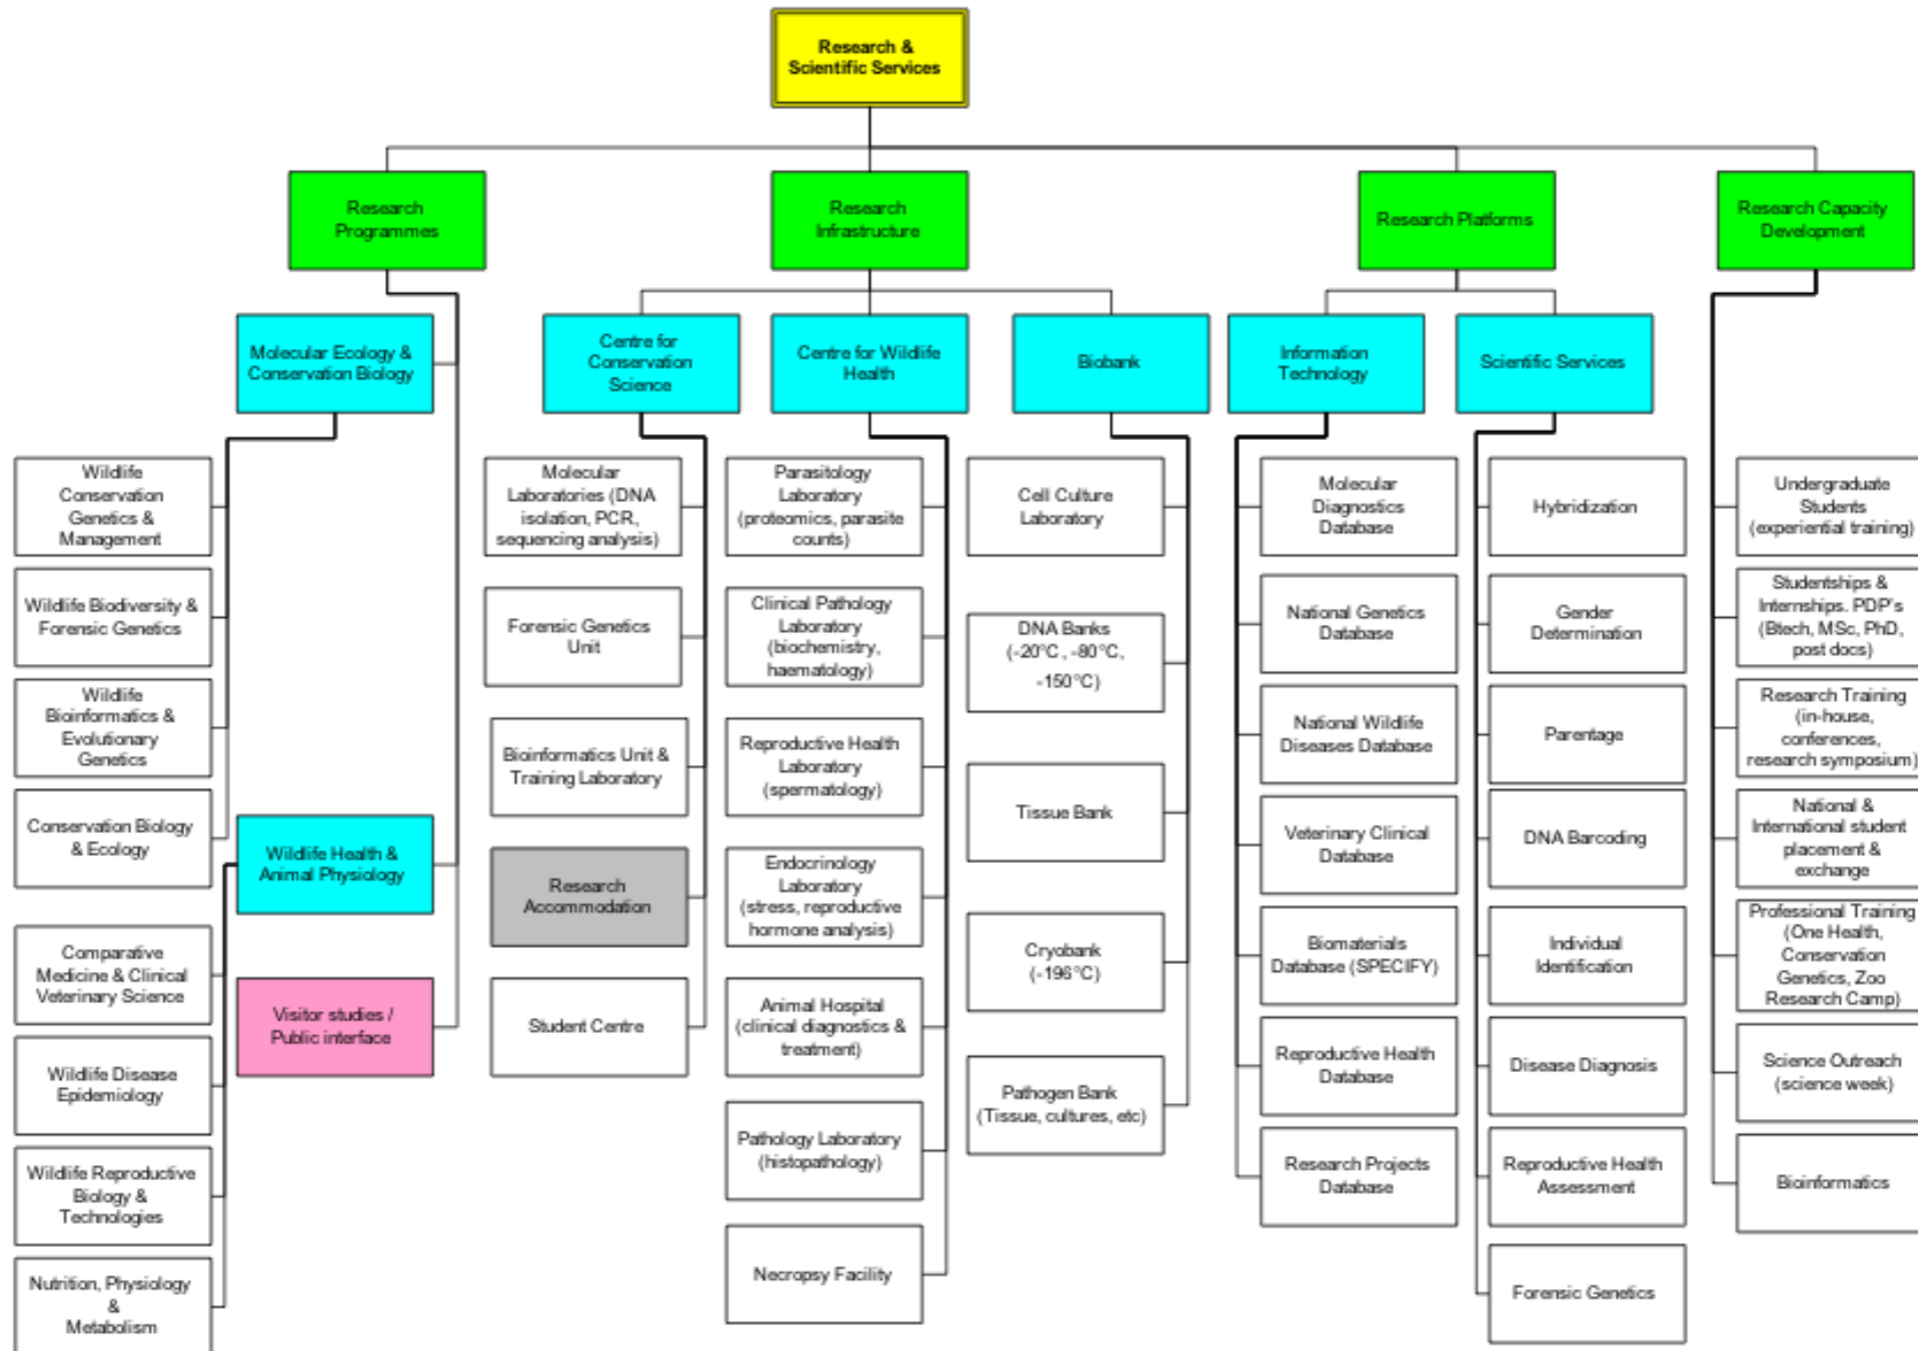 Research &
Scientific Services
Research
Programmes
Research
Infrastructure
Research Platforms
Research Capacity
Development
Molecular Ecology &
Conservation Biology
Centre for
Conservation
Science
Centre for Wildlife
Health
Biobank
Information
Technology
Scientific Services
Wildlife
Conservation
Genetics &
Management
Wildlife Biodiversity &
Forensic Genetics
Wildlife
Bioinformatics &
Evolutionary
Genetics
Conservation Biology
& Ecology
Wildlife Health &
Animal Physiology
Comparative
Medicine & Clinical
Veterinary Science
Wildlife Disease
Epidemiology
Wildlife Reproductive
Biology &
Technologies
Nutrition, Physiology
&
Metabolism
Visitor studies /
Public interface
Molecular
Laboratories (DNA
isolation, PCR,
sequencing analysis)
Forensic Genetics
Unit
Bioinformatics Unit &
Training Laboratory
Research
Accommodation
Student Centre
Parasitology
Laboratory
(proteomics, parasite
counts)
Clinical Pathology
Laboratory
(biochemistry,
haematology)
Reproductive Health
Laboratory
(spermatology)
Endocrinology
Laboratory
(stress, reproductive
hormone analysis)
Animal Hospital
(clinical diagnostics &
treatment)
Pathology Laboratory
(histopathology)
Necropsy Facility
Cell Culture
Laboratory
DNA Banks
(-20°C, -80°C,
-150°C)
Tissue Bank
Cryobank
(-196°C)
Pathogen Bank
(Tissue, cultures, etc)
Molecular
Diagnostics
Database
National Genetics
Database
National Wildlife
Diseases Database
Veterinary Clinical
Database
Biomaterials
Database (SPECIFY)
Reproductive Health
Database
Research Projects
Database
Hybridization
Gender
Determination
Parentage
DNA Barcoding
Individual
Identification
Disease Diagnosis
Reproductive Health
Assessment
Forensic Genetics
Undergraduate
Students
(experiential training)
Studentships &
Internships. PDP's
(Btech, MSc, PhD,
post docs)
Research Training
(in-house,
conferences,
research symposium)
National &
International student
placement &
exchange
Professional Training
(One Health,
Conservation
Genetics, Zoo
Research Camp)
Science Outreach
(science week)
Bioinformatics